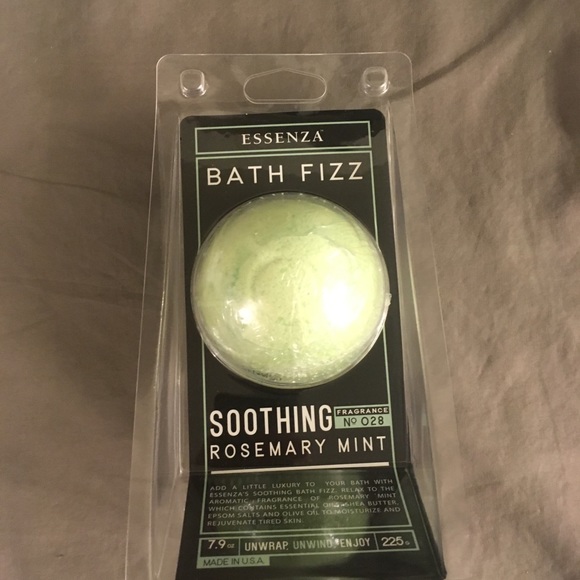 ESSENZA™
BATH FIZZ
SOOTHING
FRAGRANCE
Nº 028
ROSEMARY MINT
ADD A LITTLE LUXURY TO YOUR BATH WITH
ESSENZA'S SOOTHING BATH FIZZ. RELAX TO THE
AROMATIC FRAGRANCE OF ROSEMARY MINT
WHICH CONTAINS ESSENTIAL OILS, SHEA BUTTER,
EPSOM SALTS AND OLIVE OIL TO MOISTURIZE AND
REJUVENATE TIRED SKIN.
7.9 oz UNWRAP, UNWIND, ENJOY 225 G
MADE IN U.S.A.